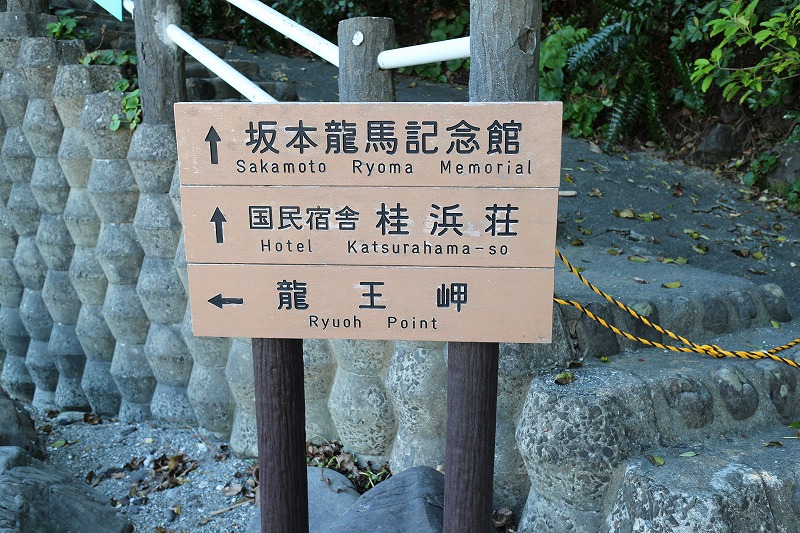 ↑ 坂本龍馬記念館
Sakamoto Ryoma Memorial
↑ 国民宿舎 桂浜荘
Hotel Katsurahama-so
← 龍王岬
Ryuoh Point